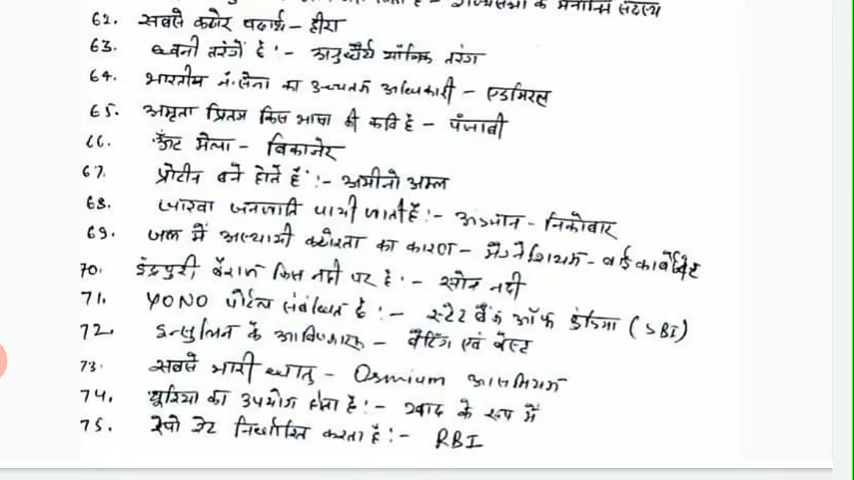 राज्यसभा के मनोनित सदस्य
62. सबसे कठोर पदार्थ - हीरा
63. ध्वनी तरंगें है :- अनुधैर्य यांत्रिक तरंग
64. भारतीय नौसेना का उच्चतम अधिकारी - एडमिरल
65. अमृता प्रितम किस भाषा की कवि है - पंजाबी
66. ऊँट मेला - बिकानेर
67. प्रोटीन बने होते हैं :- अमीनो अम्ल
68. जारवा जनजाति पायी जाती है :- अंडमान - निकोबार
69. जल में अस्थायी कठोरता का कारण - मैग्नेशियम - बाईकार्बोनेट
70. इंद्रपुरी बैराज किस नदी पर है :- सोन नदी
71. YONO पोर्टल संबंधित है :- स्टेट बैंक ऑफ इंडिया (SBI)
72. इन्सुलिन के आविष्कारक - बैंटिंग एवं बेस्ट
73. सबसे भारी धातु - Osmium आसमियम
74. यूरिया का उपयोग होता है :- खाद के रूप में
75. रेपो रेट निर्धारित करता है :- RBI